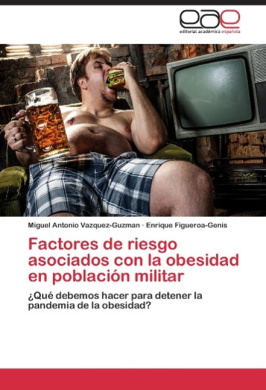 eae
editorial académica española
Miguel Antonio Vazquez-Guzman · Enrique Figueroa-Genis
Factores de riesgo
asociados con la obesidad
en población militar
¿Qué debemos hacer para detener la
pandemia de la obesidad?